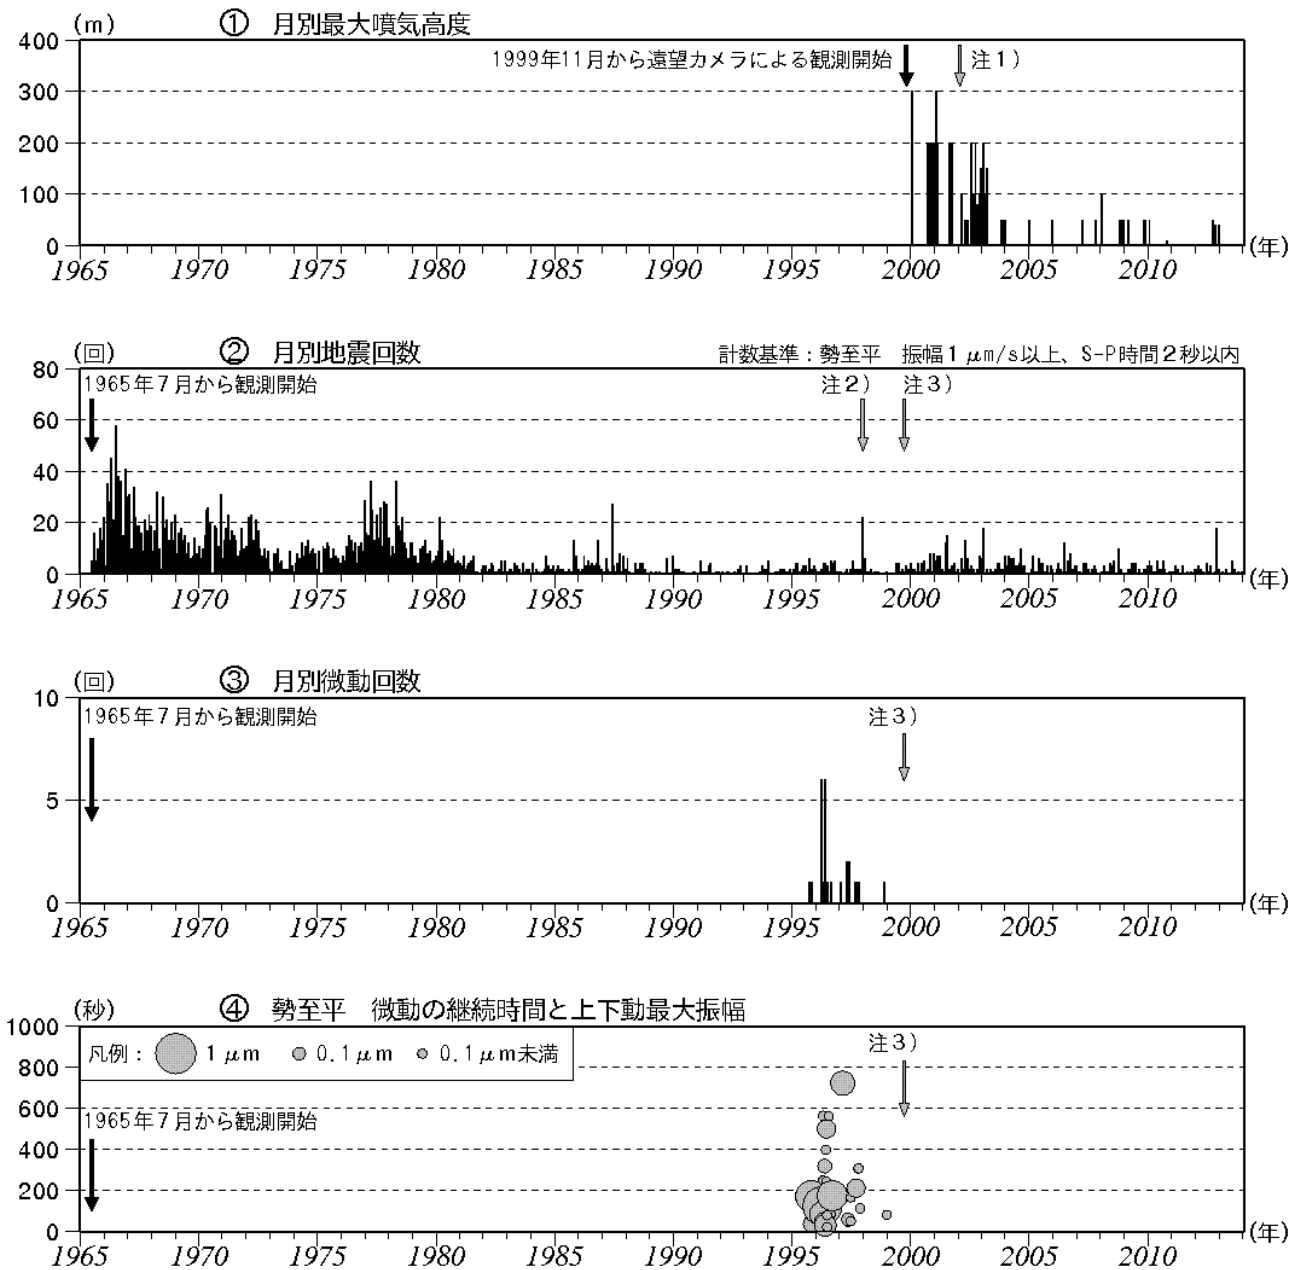 (m) ① 月別最大噴気高度
400
1999年11月から遠望カメラによる観測開始 注1)
300
200
100
0
1965 1970 1975 1980 1985 1990 1995 2000 2005 2010 (年)
(回) ② 月別地震回数
計数基準：勢至平 振幅1μm/s以上、S-P時間2秒以内
80
1965年7月から観測開始 注2) 注3)
60
40
20
0
1965 1970 1975 1980 1985 1990 1995 2000 2005 2010 (年)
(回) ③ 月別微動回数
10
1965年7月から観測開始 注3)
5
0
1965 1970 1975 1980 1985 1990 1995 2000 2005 2010 (年)
(秒) ④ 勢至平 微動の継続時間と上下動最大振幅
1000
凡例： 1μm 0.1μm 0.1μm未満 注3)
800
600
1965年7月から観測開始
400
200
0
1965 1970 1975 1980 1985 1990 1995 2000 2005 2010 (年)